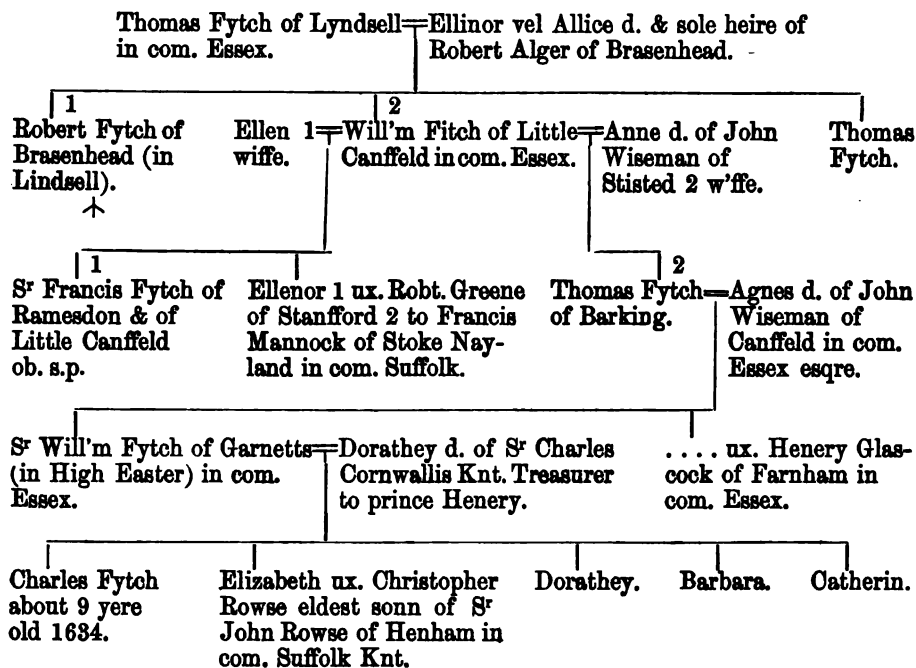 Thomas Fytch of Lyndsell
in com. Essex.
Ellinor vel Allice d. & sole heire of
Robert Alger of Brasenhead.
1
Robert Fytch of
Brasenhead (in
Lindsell).
Ellen 1
wiffe.
2
Will'm Fitch of Little
Canffeld in com. Essex.
Anne d. of John
Wiseman of
Stisted 2 w'ffe.
Thomas
Fytch.
1
Sr Francis Fytch of
Ramesdon & of
Little Canffeld
ob. s.p.
Ellenor 1 ux. Robt. Greene
of Stanfford 2 to Francis
Mannock of Stoke Nay-
land in com. Suffolk.
2
Thomas Fytch
of Barking.
Agnes d. of John
Wiseman of
Canffeld in com.
Essex esqre.
Sr Will'm Fytch of Garnetts
(in High Easter) in com.
Essex.
Dorathey d. of Sr Charles
Cornwallis Knt. Treasurer
to prince Henery.
. . . . ux. Henery Glas-
cock of Farnham in
com. Essex.
Charles Fytch
about 9 yere
old 1634.
Elizabeth ux. Christopher
Rowse eldest sonn of Sr
John Rowse of Henham in
com. Suffolk Knt.
Dorathey.
Barbara.
Catherin.